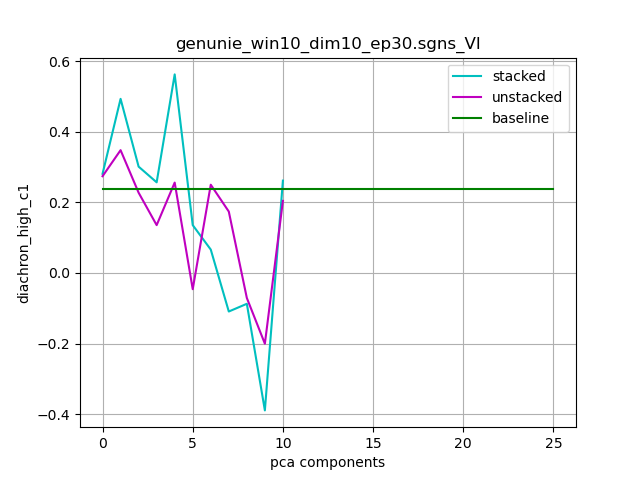 genunie_win10_dim10_ep30.sgns_VI
stacked
unstacked
baseline
diachron_high_c1
0.6
0.4
0.2
0.0
−0.2
−0.4
0 5 10 15 20 25
pca components